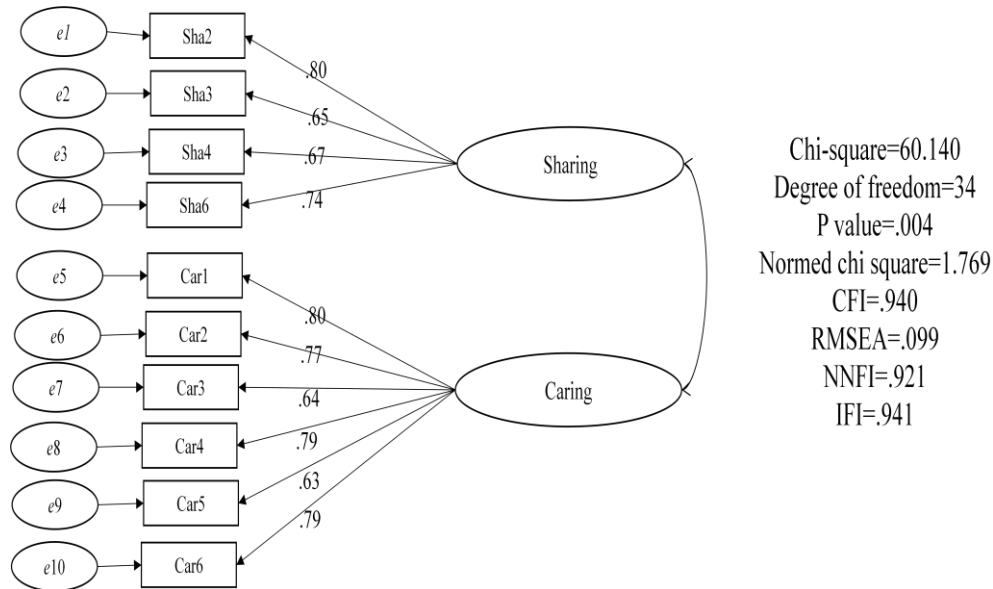 e1
Sha2
.80
e2
Sha3
.65
e3
Sha4
.67
e4
Sha6
.74
Sharing
e5
Car1
.80
e6
Car2
.77
e7
Car3
.64
e8
Car4
.79
e9
Car5
.63
e10
Car6
.79
Caring
Chi-square=60.140
Degree of freedom=34
P value=.004
Normed chi square=1.769
CFI=.940
RMSEA=.099
NNFI=.921
IFI=.941